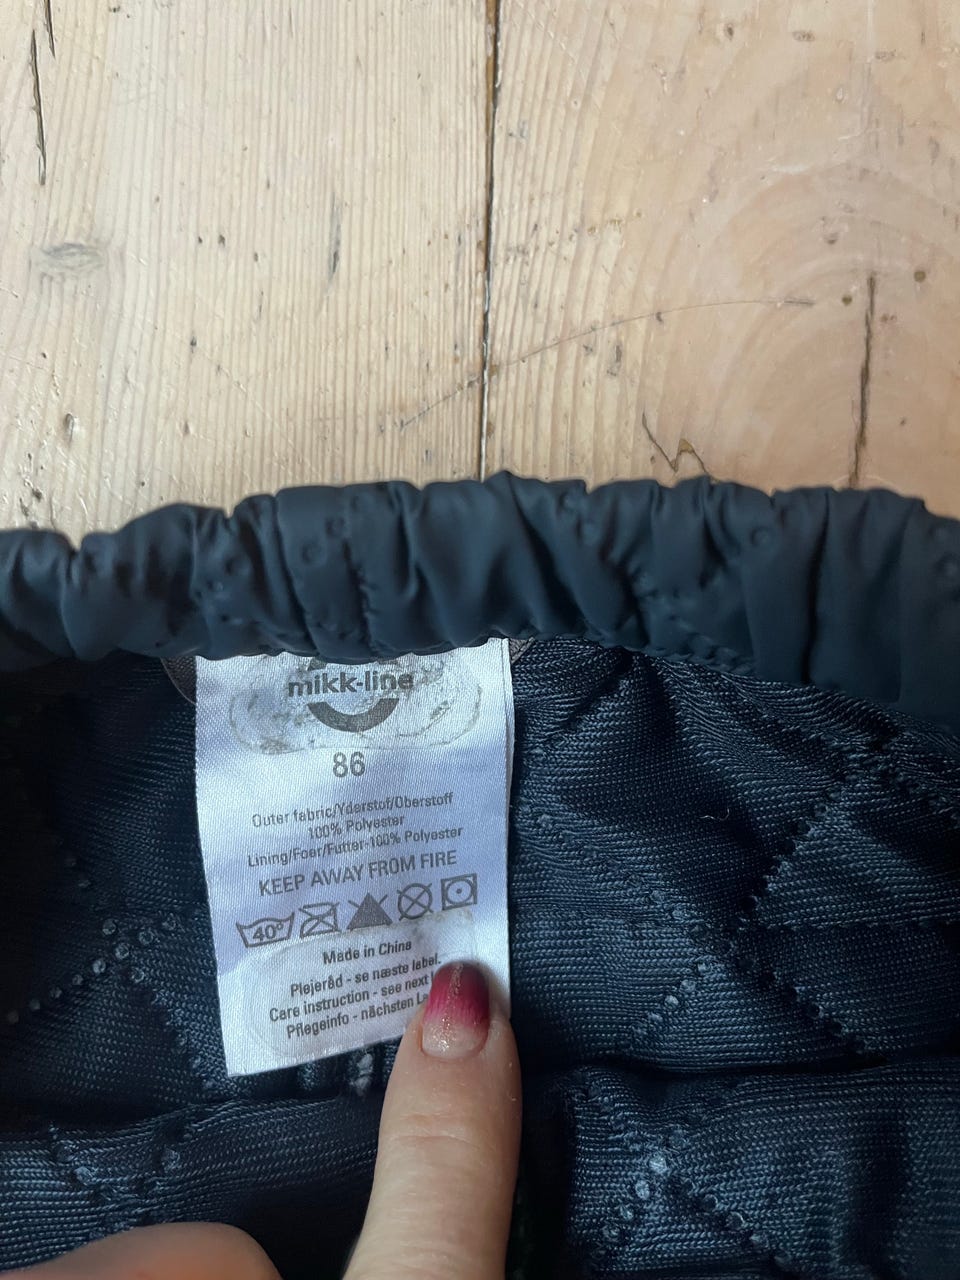 mikk-line
86
Outer fabric/Yderstof/Oberstoff
100% Polyester
Lining/Foer/Futter-100% Polyester
KEEP AWAY FROM FIRE
40°
Made in China
Plejeråd - se næste label.
Care instruction - see next
Pflegeinfo - nächsten